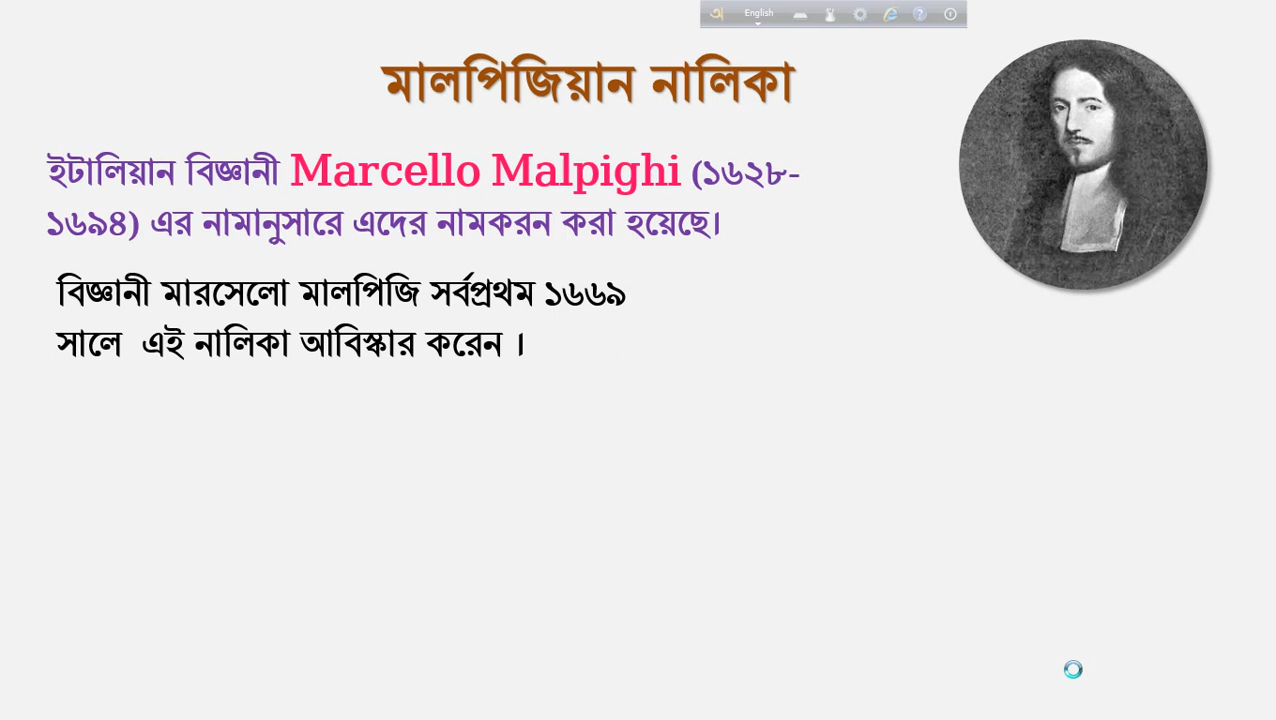 অ English
মালপিজিয়ান নালিকা
ইটালিয়ান বিজ্ঞানী Marcello Malpighi (১৬২৮-
১৬৯৪) এর নামানুসারে এদের নামকরন করা হয়েছে।
বিজ্ঞানী মারসেলো মালপিজি সর্বপ্রথম ১৬৬৯
সালে এই নালিকা আবিস্কার করেন ।